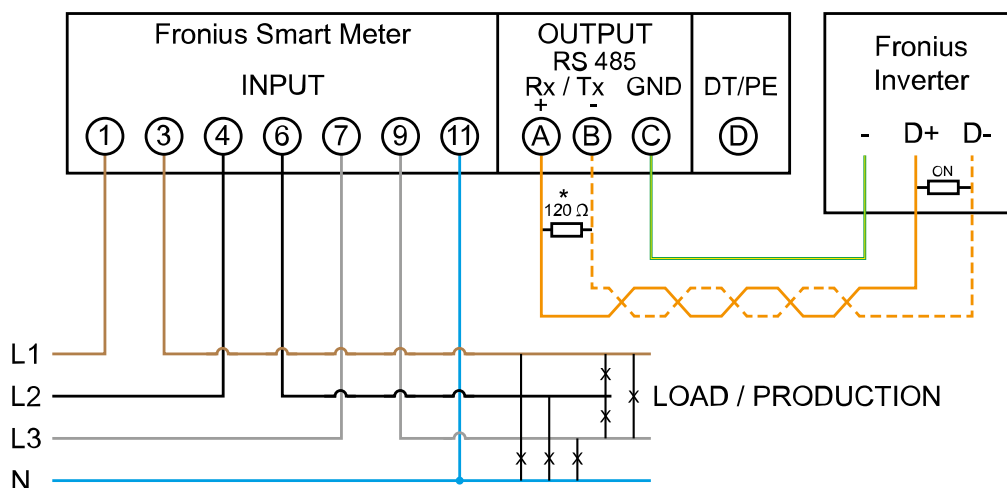 Fronius Smart Meter
INPUT
1 3 4 6 7 9 11
OUTPUT
RS 485
Rx / Tx GND
+ -
A B C
DT/PE
D
Fronius
Inverter
- D+ D-
ON
*
120 Ω
L1
L2
L3
N
LOAD / PRODUCTION